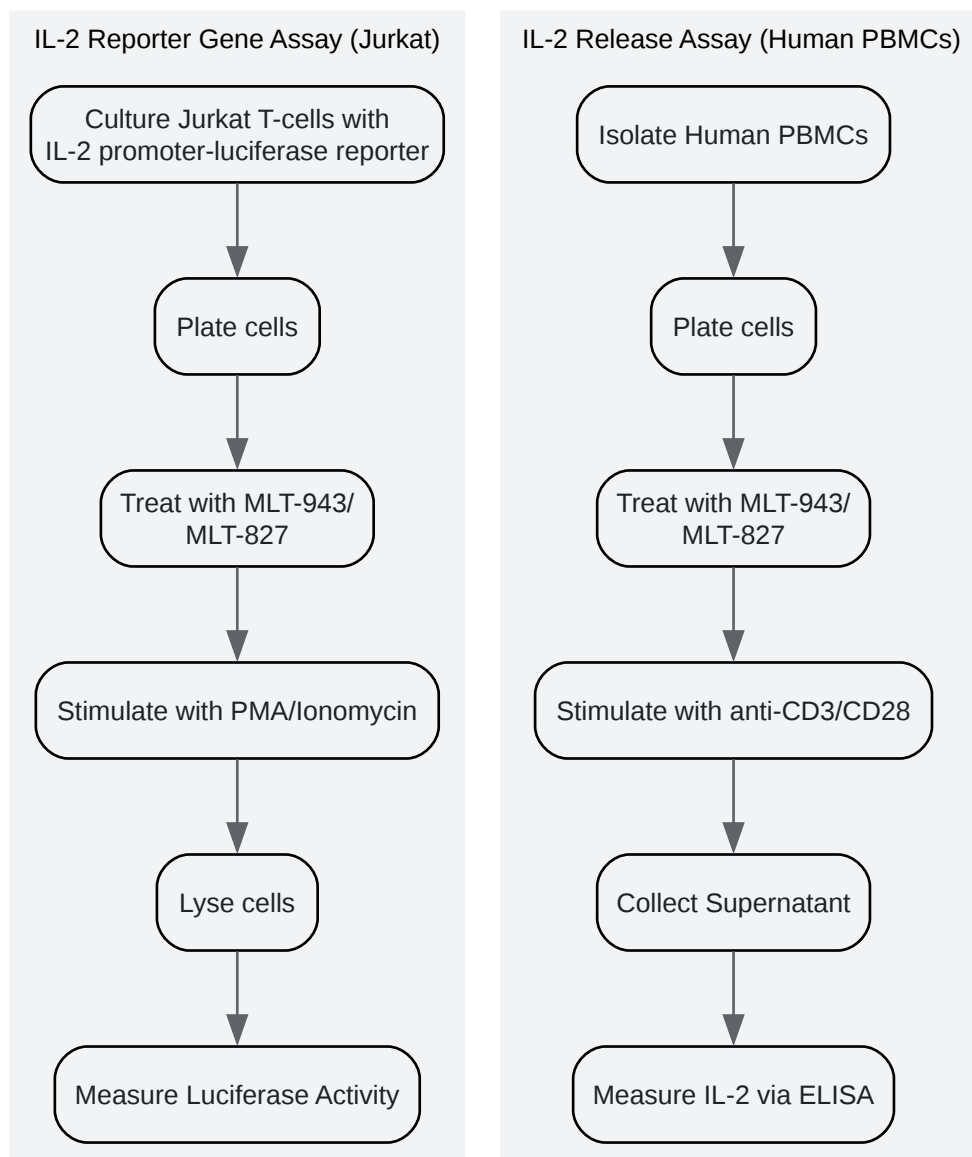 IL-2 Reporter Gene Assay (Jurkat)
Culture Jurkat T-cells with
IL-2 promoter-luciferase reporter
Plate cells
Treat with MLT-943/
MLT-827
Stimulate with PMA/Ionomycin
Lyse cells
Measure Luciferase Activity
IL-2 Release Assay (Human PBMCs)
Isolate Human PBMCs
Plate cells
Treat with MLT-943/
MLT-827
Stimulate with anti-CD3/CD28
Collect Supernatant
Measure IL-2 via ELISA